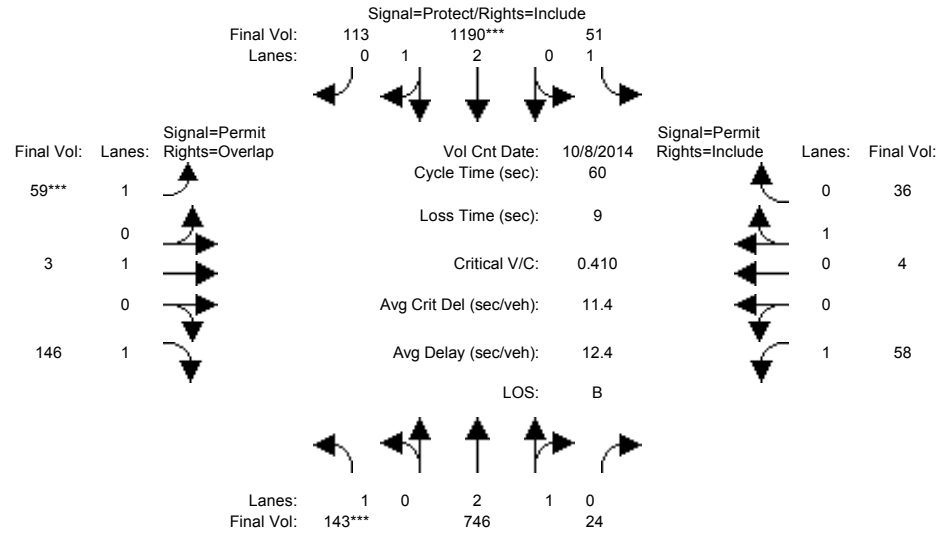 Signal=Protect/Rights=Include
Final Vol: 113 1190*** 51
Lanes: 0 1 2 0 1
Signal=Permit Signal=Permit
Final Vol: Lanes: Rights=Overlap Vol Cnt Date: 10/8/2014 Rights=Include Lanes: Final Vol:
Cycle Time (sec): 60
59*** 1 0 36
Loss Time (sec): 9
0 1
3 1 Critical V/C: 0.410 0 4
0 Avg Crit Del (sec/veh): 11.4 0
146 1 Avg Delay (sec/veh): 12.4 1 58
LOS: B
Lanes: 1 0 2 1 0
Final Vol: 143*** 746 24